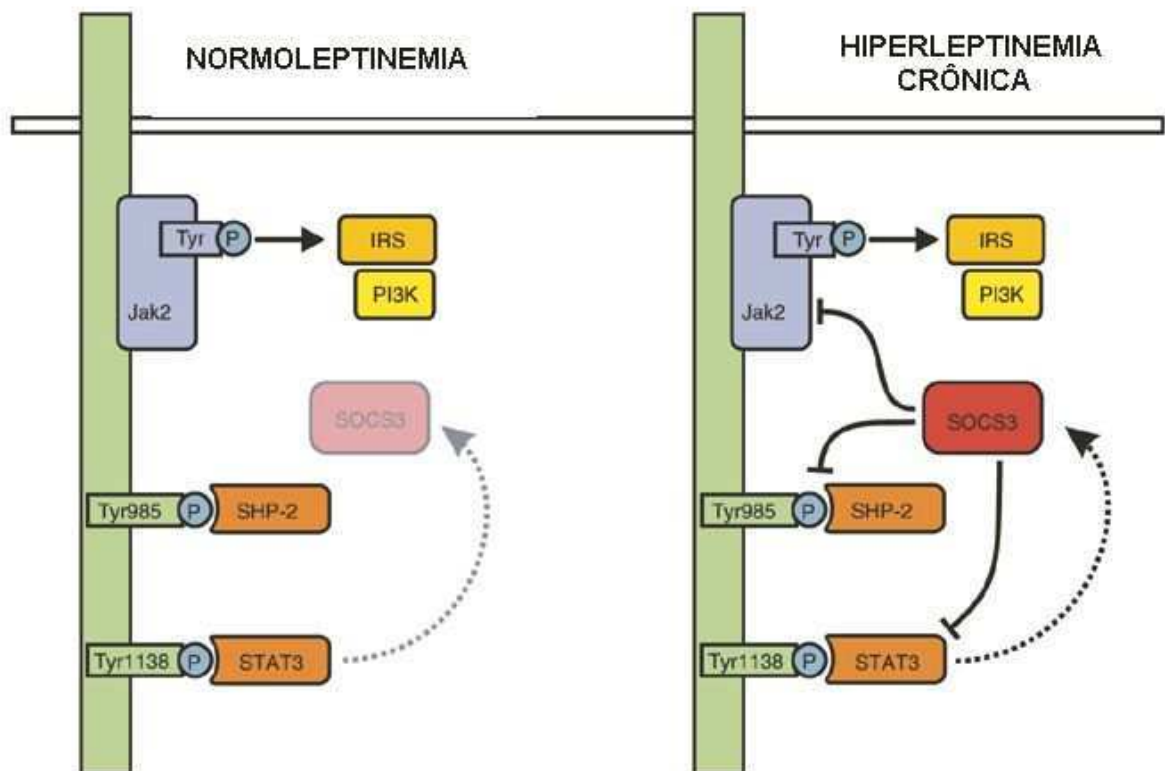 NORMOLEPTINEMIA
Tyr
P
IRS
PI3K
Jak2
SOCS3
Tyr985
P
SHP-2
Tyr1138
P
STAT3
HIPERLEPTINEMIA
CRÔNICA
Tyr
P
IRS
PI3K
Jak2
SOCS3
Tyr985
P
SHP-2
Tyr1138
P
STAT3